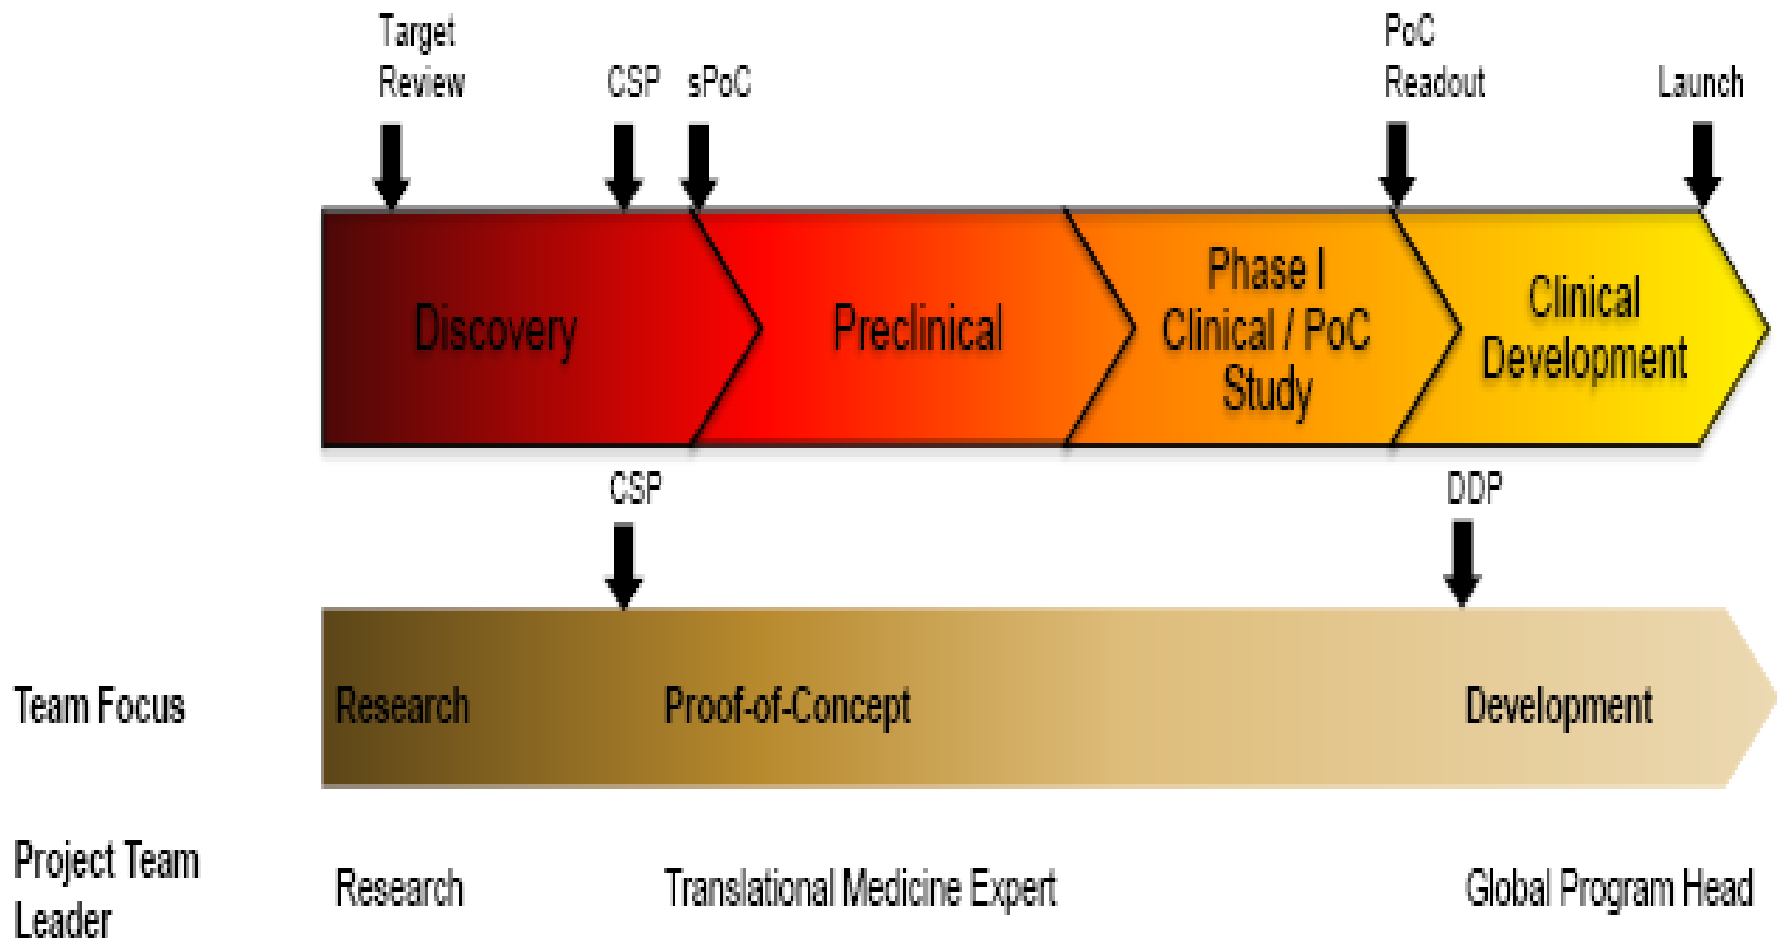 Target
Review
CSP
sPoC
PoC
Readout
Launch
Discovery
Preclinical
Phase I
Clinical / PoC
Study
Clinical
Development
CSP
DDP
Team Focus
Research
Proof-of-Concept
Development
Project Team
Leader
Research
Translational Medicine Expert
Global Program Head